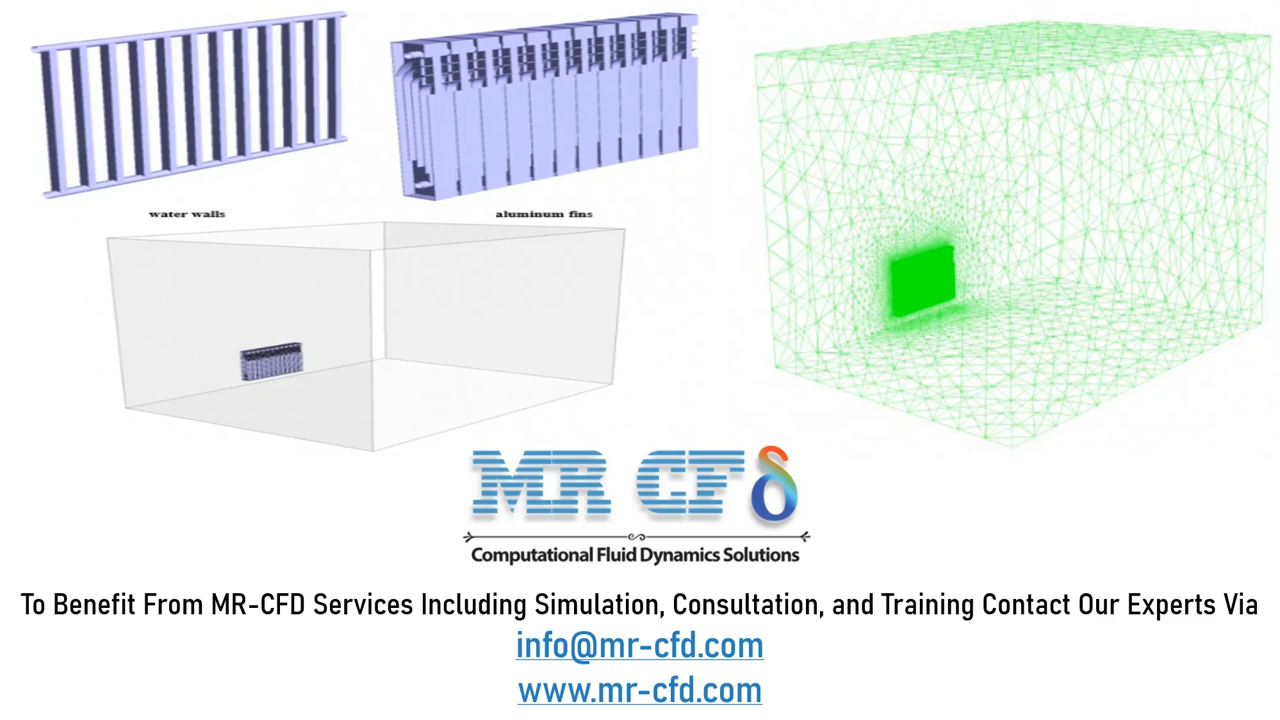 water walls
aluminum fins
MR CFδ
Computational Fluid Dynamics Solutions
To Benefit From MR-CFD Services Including Simulation, Consultation, and Training Contact Our Experts Via
info@mr-cfd.com
www.mr-cfd.com